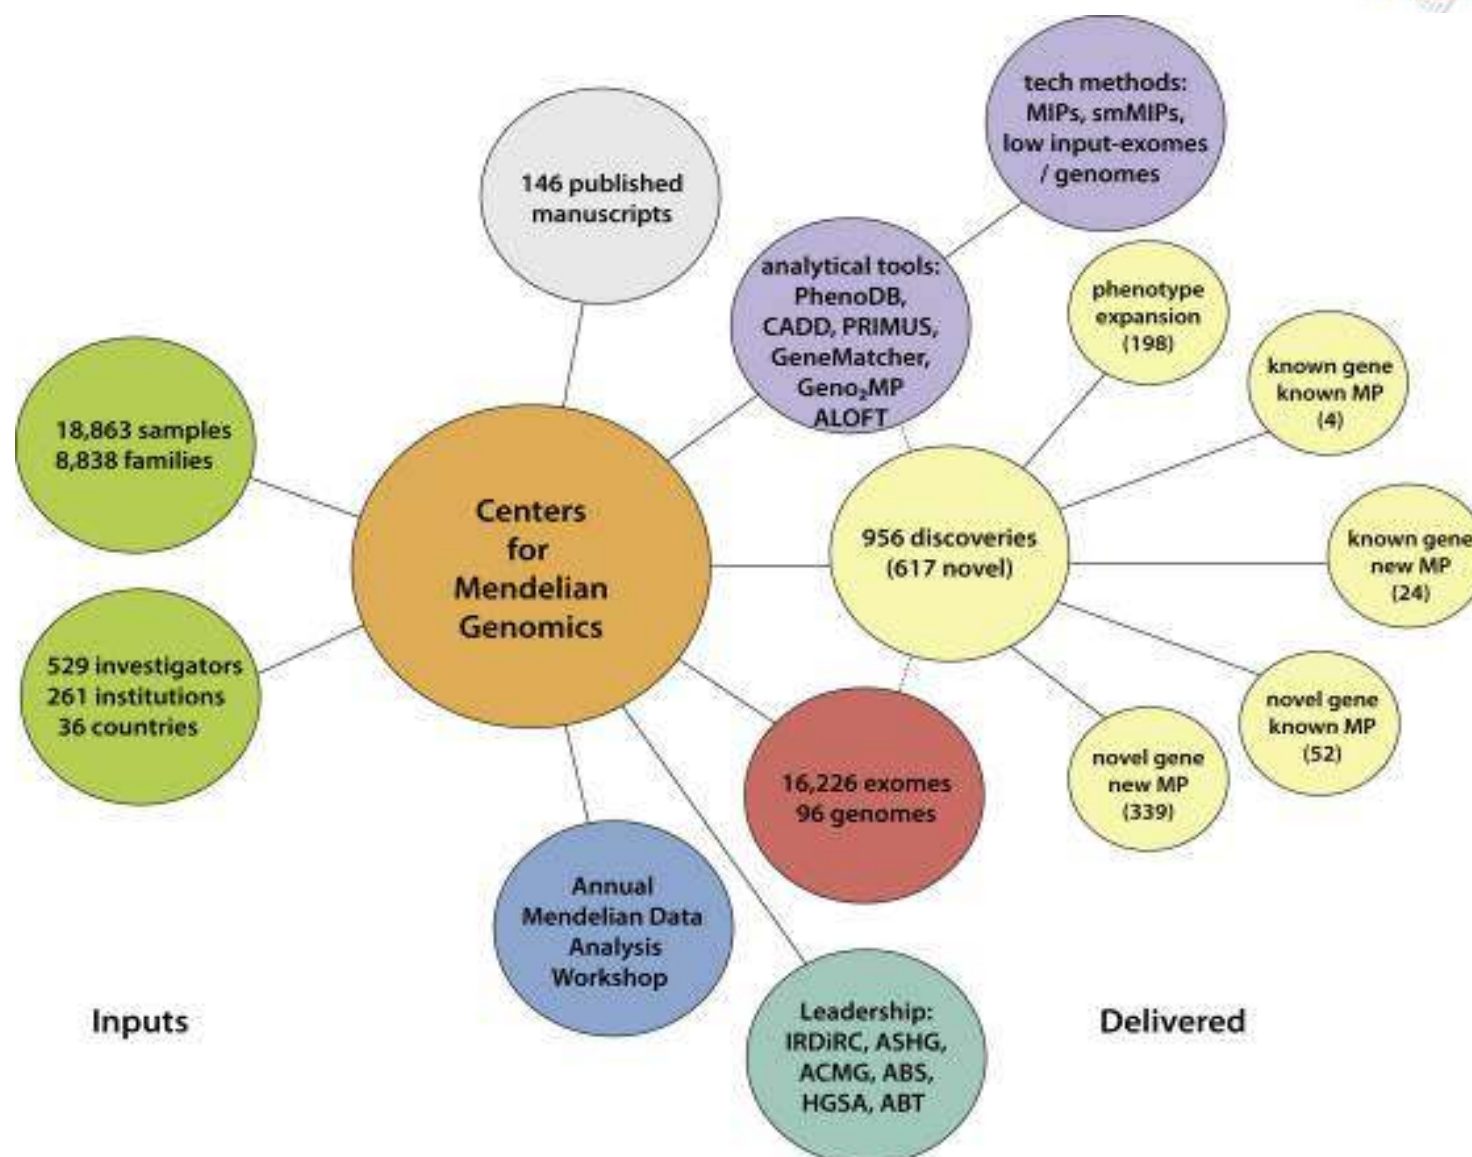 tech methods:
MIPs, smMIPs,
low input-exomes
/ genomes
146 published
manuscripts
analytical tools:
PhenoDB,
CADD, PRIMUS,
GeneMatcher,
Geno₂MP
ALOFT
phenotype
expansion
(198)
known gene
known MP
(4)
18,863 samples
8,838 families
Centers
for
Mendelian
Genomics
956 discoveries
(617 novel)
known gene
new MP
(24)
529 investigators
261 institutions
36 countries
novel gene
known MP
(52)
novel gene
new MP
(339)
16,226 exomes
96 genomes
Annual
Mendelian Data
Analysis
Workshop
Leadership:
IRDiRC, ASHG,
ACMG, ABS,
HGSA, ABT
Inputs
Delivered